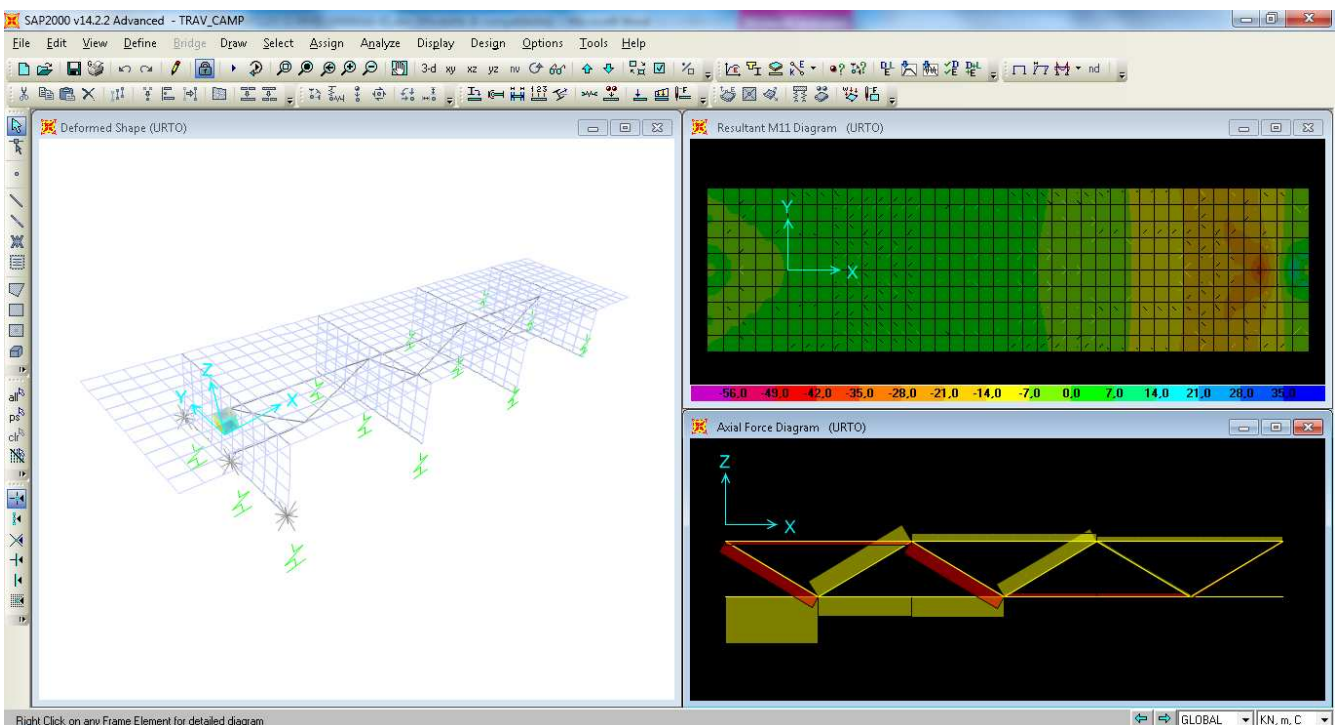 SAP2000 v14.2.2 Advanced - TRAV_CAMP
File Edit View Define Bridge Draw Select Assign Analyze Display Design Options Tools Help
3-d xy xz yz nv
nd
Deformed Shape (URTO)
Z
Y
X
all
ps
clr
Resultant M11 Diagram (URTO)
Y
X
-56,0 -49,0 -42,0 -35,0 -28,0 -21,0 -14,0 -7,0 0,0 7,0 14,0 21,0 28,0 35,0
Axial Force Diagram (URTO)
Z
X
Right Click on any Frame Element for detailed diagram
GLOBAL KN, m, C